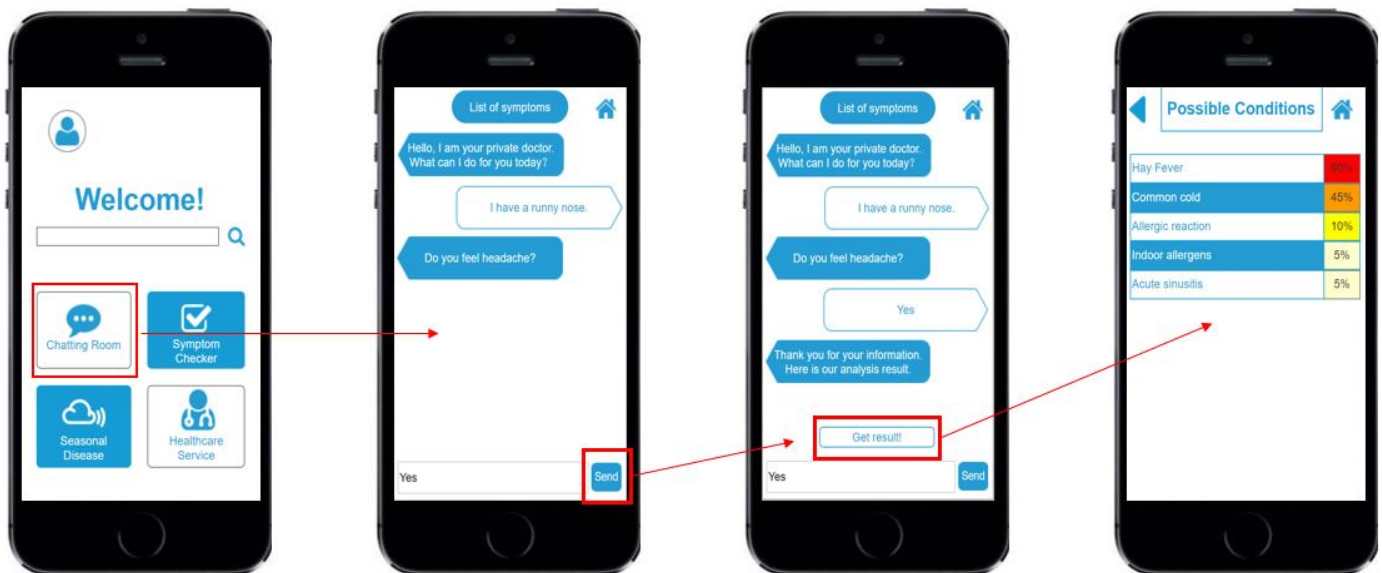 Welcome!
Chatting Room
Symptom
Checker
Seasonal
Disease
Healthcare
Service
List of symptoms
Hello, I am your private doctor.
What can I do for you today?
I have a runny nose.
Do you feel headache?
Yes
Send
List of symptoms
Hello, I am your private doctor.
What can I do for you today?
I have a runny nose.
Do you feel headache?
Yes
Thank you for your information.
Here is our analysis result.
Get result!
Yes
Send
Possible Conditions
Hay Fever
Common cold 45%
Allergic reaction 10%
Indoor allergens 5%
Acute sinusitis 5%